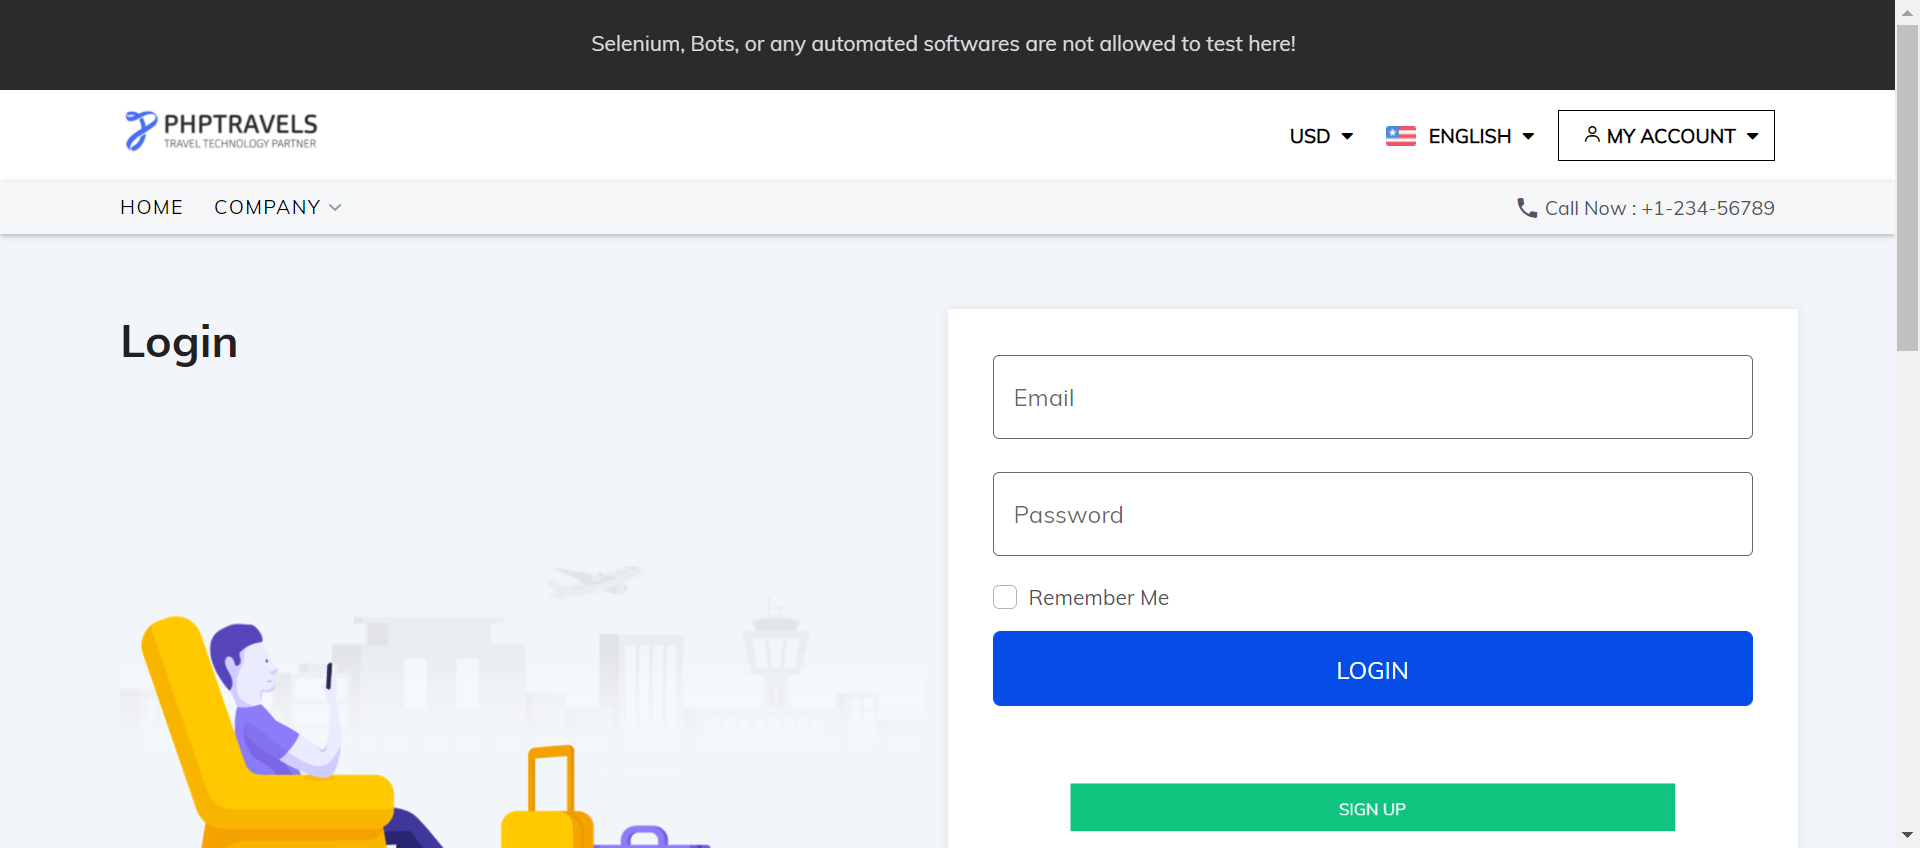 Selenium, Bots, or any automated softwares are not allowed to test here!
PHPTRAVELS
TRAVEL TECHNOLOGY PARTNER
USD
ENGLISH
MY ACCOUNT
HOME
COMPANY
Call Now : +1-234-56789
Login
Email
Password
Remember Me
LOGIN
SIGN UP